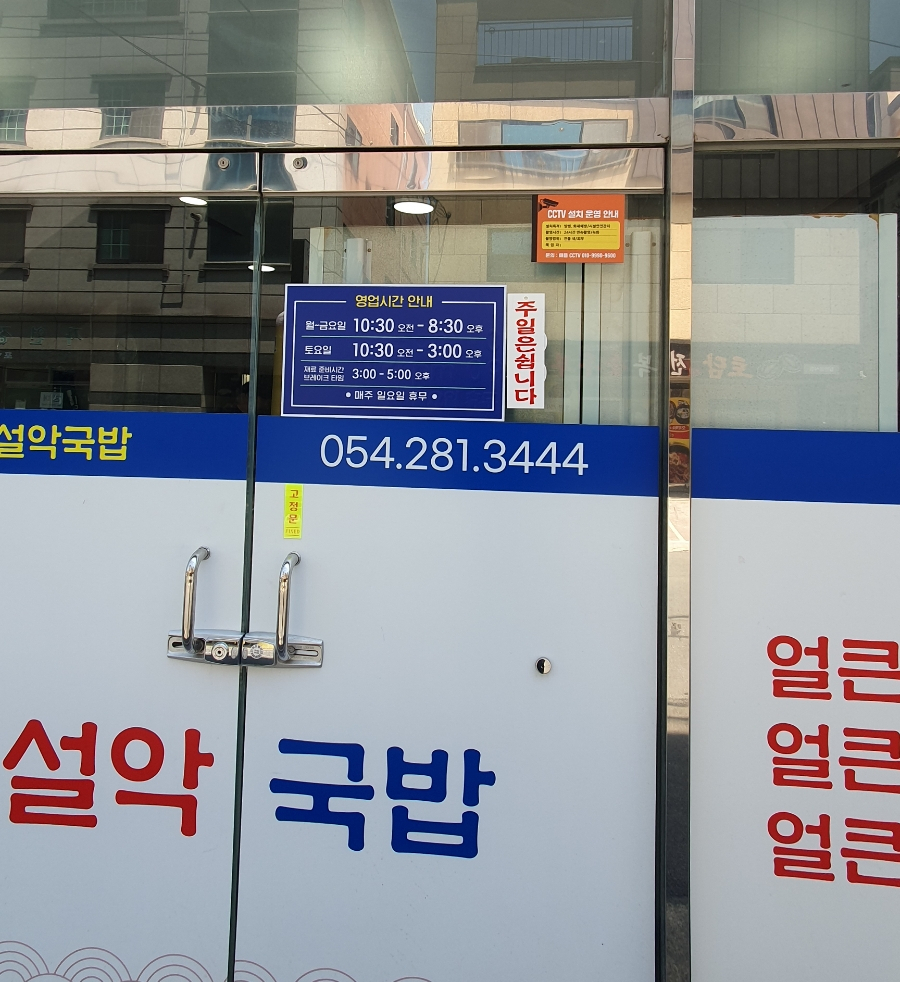 CCTV 설치 운영 안내
영업시간 안내
월-금요일 10:30 오전 - 8:30 오후
토요일 10:30 오전 - 3:00 오후
재료 준비시간
브레이크 타임 3:00 - 5:00 오후
• 매주 일요일 휴무 •
주일은쉽니다
설악국밥
054.281.3444
고정문
설악 국밥
얼큰
얼큰
얼큰